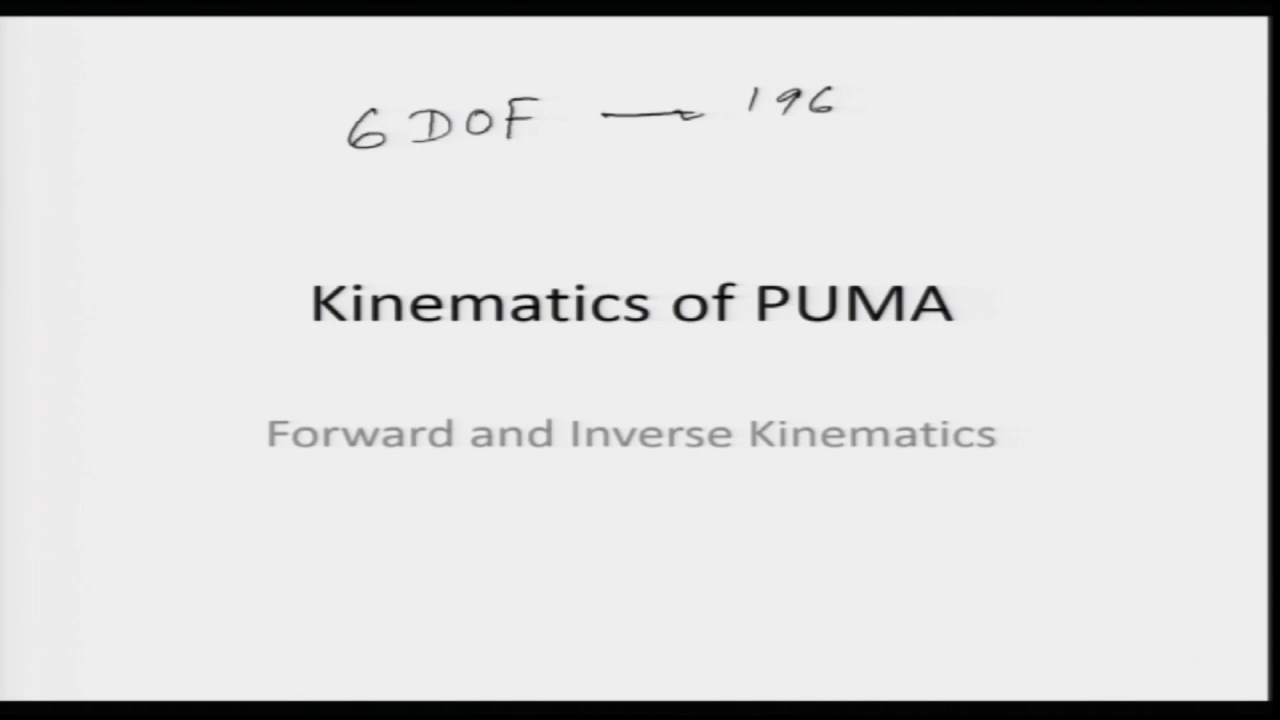 6 DOF — 196
Kinematics of PUMA
Forward and Inverse Kinematics